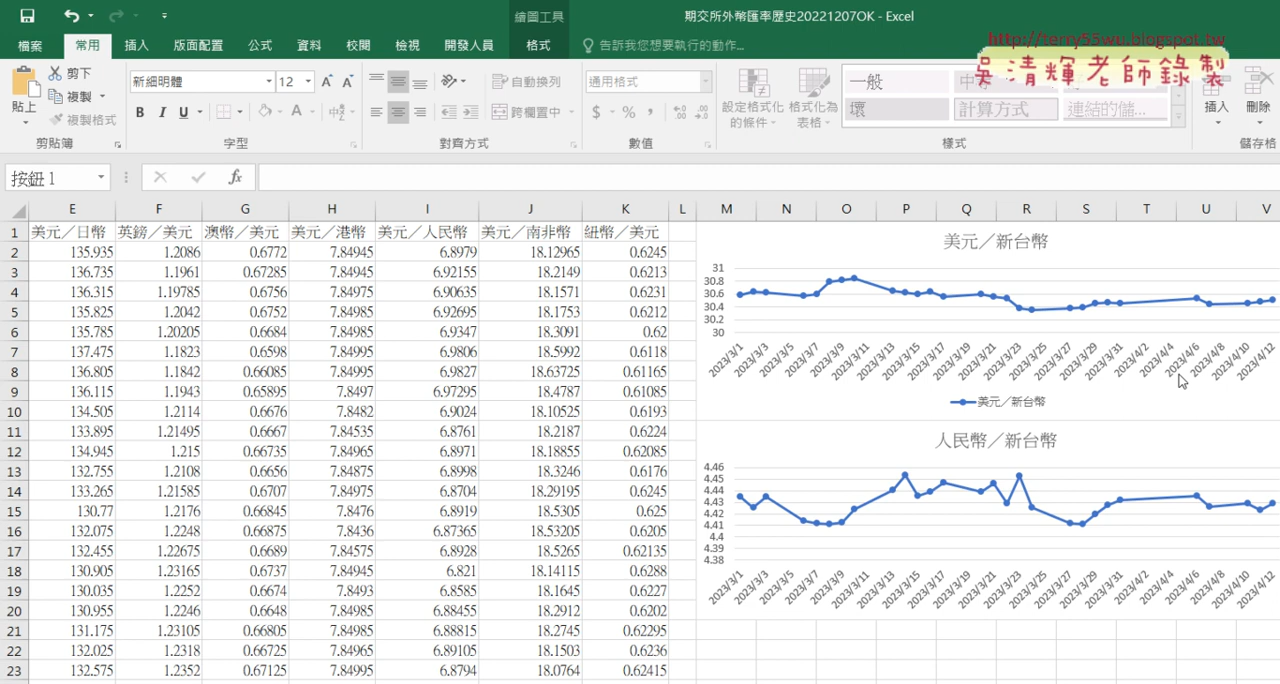 繪圖工具
期交所外幣匯率歷史20221207OK - Excel
檔案 常用 插入 版面配置 公式 資料 校閱 檢視 開發人員 格式 告訴我您想要執行的動作...
http://terry55wu.blogspot.tw
吳清輝老師錄製
貼上 剪下 複製 複製格式 剪貼簿
新細明體 12 B I U 字型
自動換列 跨欄置中 對齊方式
通用格式 $ % 數值
設定格式化的條件 格式化為表格 一般 壞 計算方式 連結的儲... 樣式
插入 刪除 儲存格
按鈕 1 fx
E F G H I J K L M N O P Q R S T U V
1 美元／日幣 英鎊／美元 澳幣／美元 美元／港幣 美元／人民幣 美元／南非幣 紐幣／美元
2 135.935 1.2086 0.6772 7.84945 6.8979 18.12965 0.6245
3 136.735 1.1961 0.67285 7.84945 6.92155 18.2149 0.6213
4 136.315 1.19785 0.6756 7.84975 6.90635 18.1571 0.6231
5 135.825 1.2042 0.6752 7.84985 6.92695 18.1753 0.6212
6 135.785 1.20205 0.6684 7.84985 6.9347 18.3091 0.62
7 137.475 1.1823 0.6598 7.84995 6.9806 18.5992 0.6118
8 136.805 1.1842 0.66085 7.84995 6.9827 18.63725 0.61165
9 136.115 1.1943 0.65895 7.8497 6.97295 18.4787 0.61085
10 134.505 1.2114 0.6676 7.8482 6.9024 18.10525 0.6193
11 133.895 1.21495 0.6667 7.84535 6.8761 18.2187 0.6224
12 134.945 1.215 0.66735 7.84965 6.8971 18.18855 0.62085
13 132.755 1.2108 0.6656 7.84875 6.8998 18.3246 0.6176
14 133.265 1.21585 0.6707 7.84975 6.8704 18.29195 0.6245
15 130.77 1.2176 0.66845 7.8476 6.8919 18.5305 0.625
16 132.075 1.2248 0.66875 7.8436 6.87365 18.53205 0.6205
17 132.455 1.22675 0.6689 7.84575 6.8928 18.5265 0.62135
18 130.905 1.23165 0.6737 7.84945 6.821 18.14115 0.6288
19 130.035 1.2252 0.6674 7.8493 6.8585 18.1645 0.6227
20 130.955 1.2246 0.6648 7.84985 6.88455 18.2912 0.6202
21 131.175 1.23105 0.66805 7.84985 6.88815 18.2745 0.62295
22 132.025 1.2318 0.66725 7.84965 6.89105 18.1503 0.6236
23 132.575 1.2352 0.67125 7.84995 6.8794 18.0764 0.62415
美元／新台幣
31
30.8
30.6
30.4
30.2
30
2023/3/1 2023/3/3 2023/3/5 2023/3/7 2023/3/9 2023/3/11 2023/3/13 2023/3/15 2023/3/17 2023/3/19 2023/3/21 2023/3/23 2023/3/25 2023/3/27 2023/3/29 2023/3/31 2023/4/2 2023/4/4 2023/4/6 2023/4/8 2023/4/10 2023/4/12
美元／新台幣
人民幣／新台幣
4.46
4.45
4.44
4.43
4.42
4.41
4.4
4.39
4.38
2023/3/1 2023/3/3 2023/3/5 2023/3/7 2023/3/9 2023/3/11 2023/3/13 2023/3/15 2023/3/17 2023/3/19 2023/3/21 2023/3/23 2023/3/25 2023/3/27 2023/3/29 2023/3/31 2023/4/2 2023/4/4 2023/4/6 2023/4/8 2023/4/10 2023/4/12